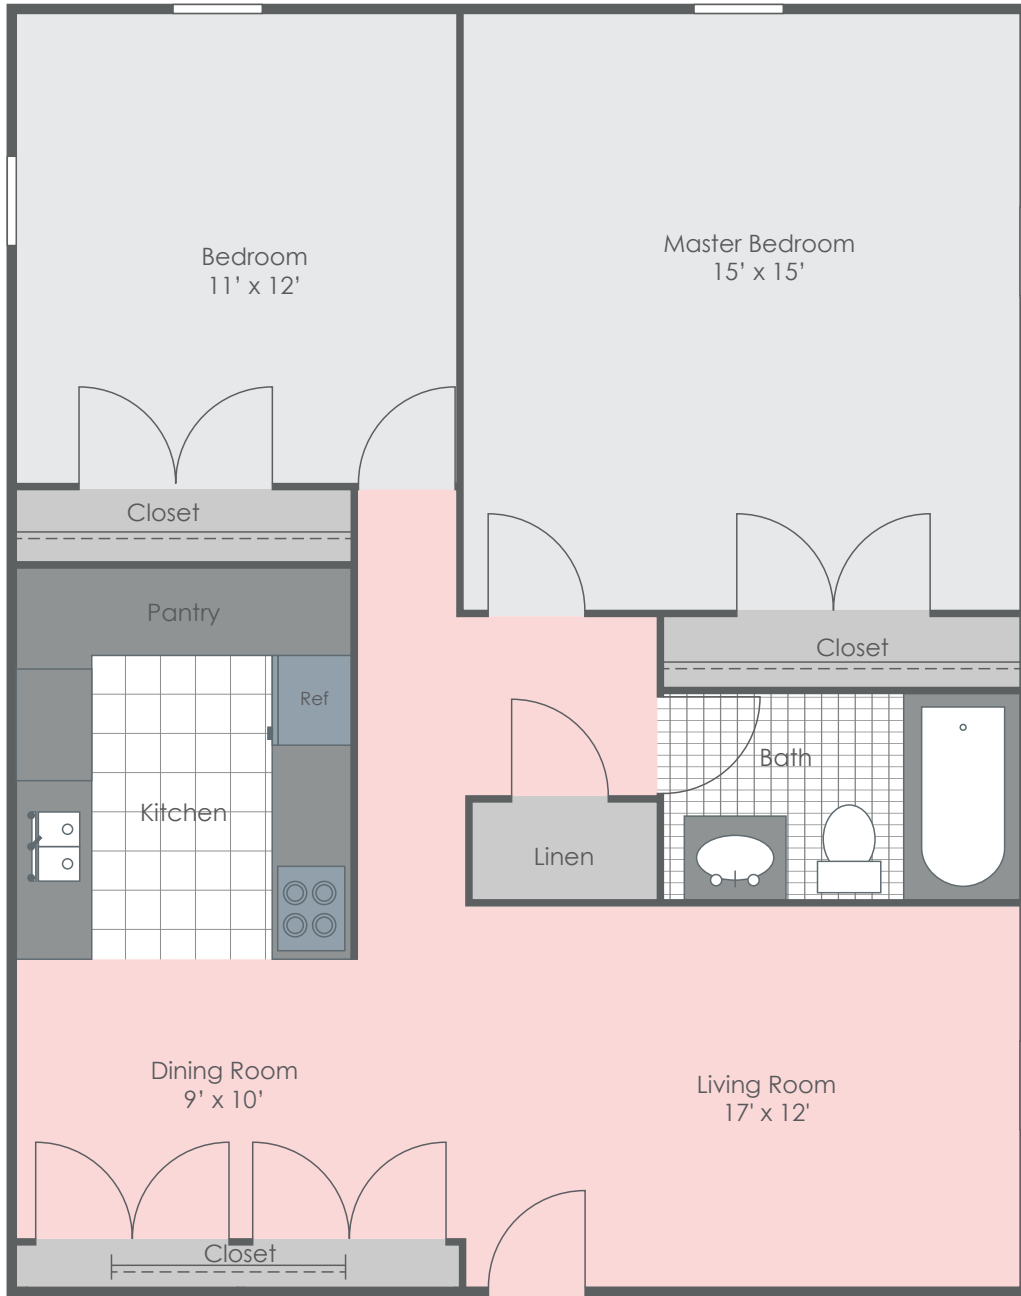 Bedroom
11’ x 12’
Master Bedroom
15’ x 15’
Closet
Pantry
Closet
Ref
Bath
Kitchen
Linen
Dining Room
9’ x 10’
Living Room
17' x 12'
Closet